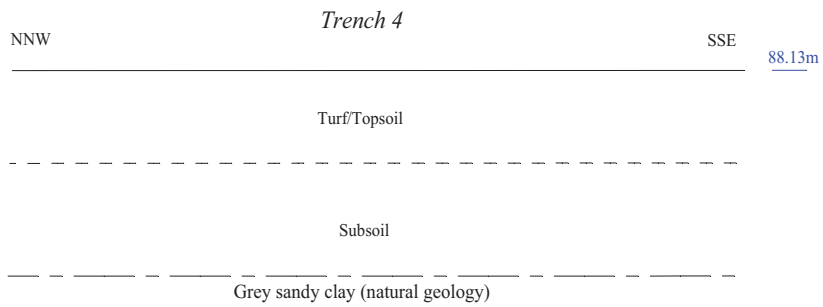 Trench 4
NNW
SSE
88.13m
Turf/Topsoil
Subsoil
Grey sandy clay (natural geology)